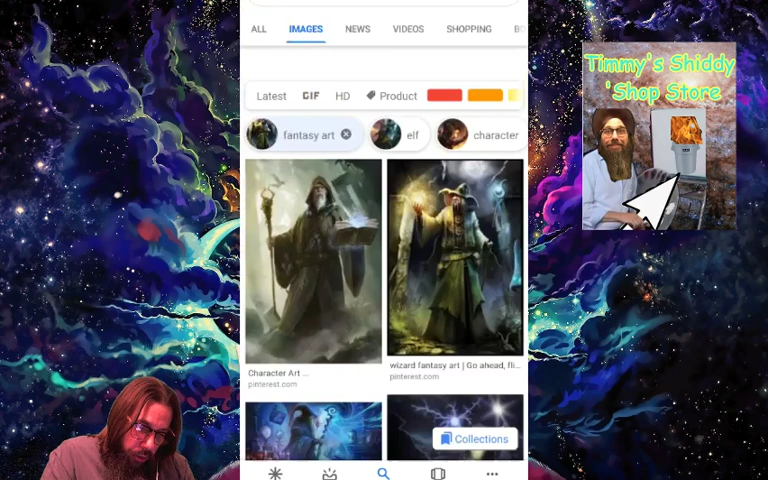 ALL IMAGES NEWS VIDEOS SHOPPING
Latest GIF HD Product
fantasy art elf character
Character Art ...
pinterest.com
wizard fantasy art | Go ahead, fli...
pinterest.com
Collections
Timmy's Shiddy
'Shop Store